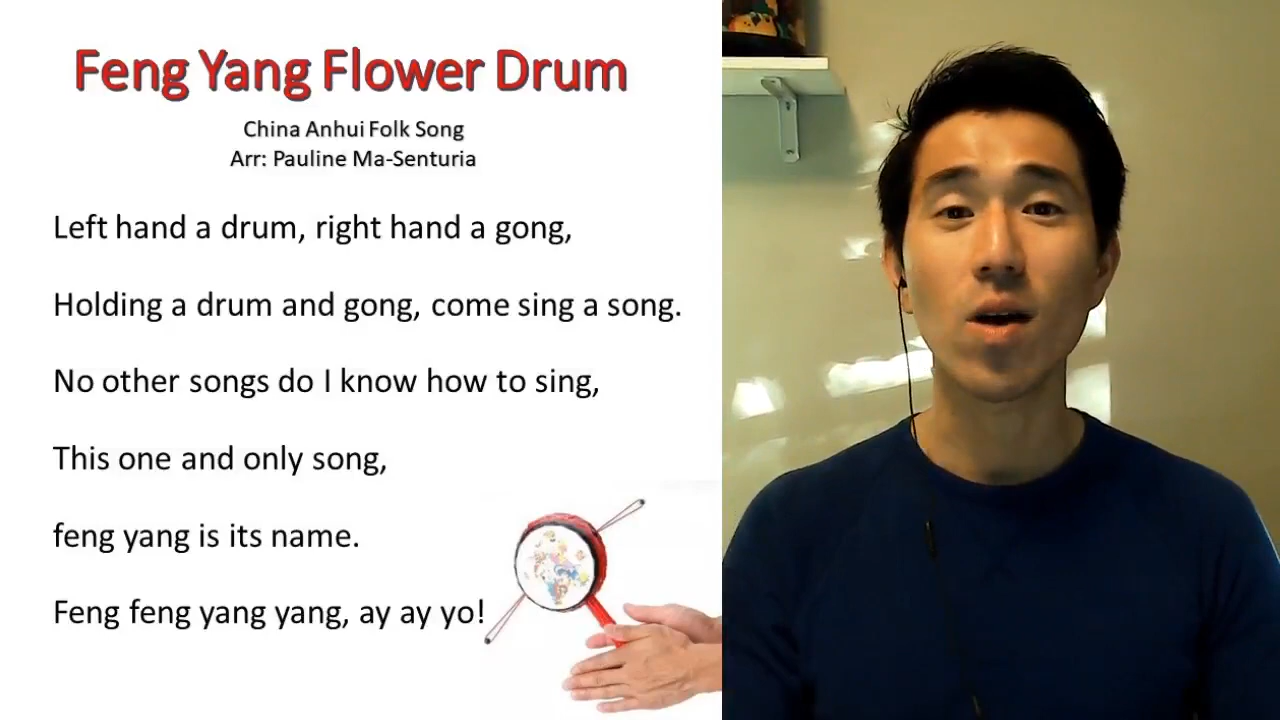 Feng Yang Flower Drum
China Anhui Folk Song
Arr: Pauline Ma-Senturia
Left hand a drum, right hand a gong,
Holding a drum and gong, come sing a song.
No other songs do I know how to sing,
This one and only song,
feng yang is its name.
Feng feng yang yang, ay ay yo!